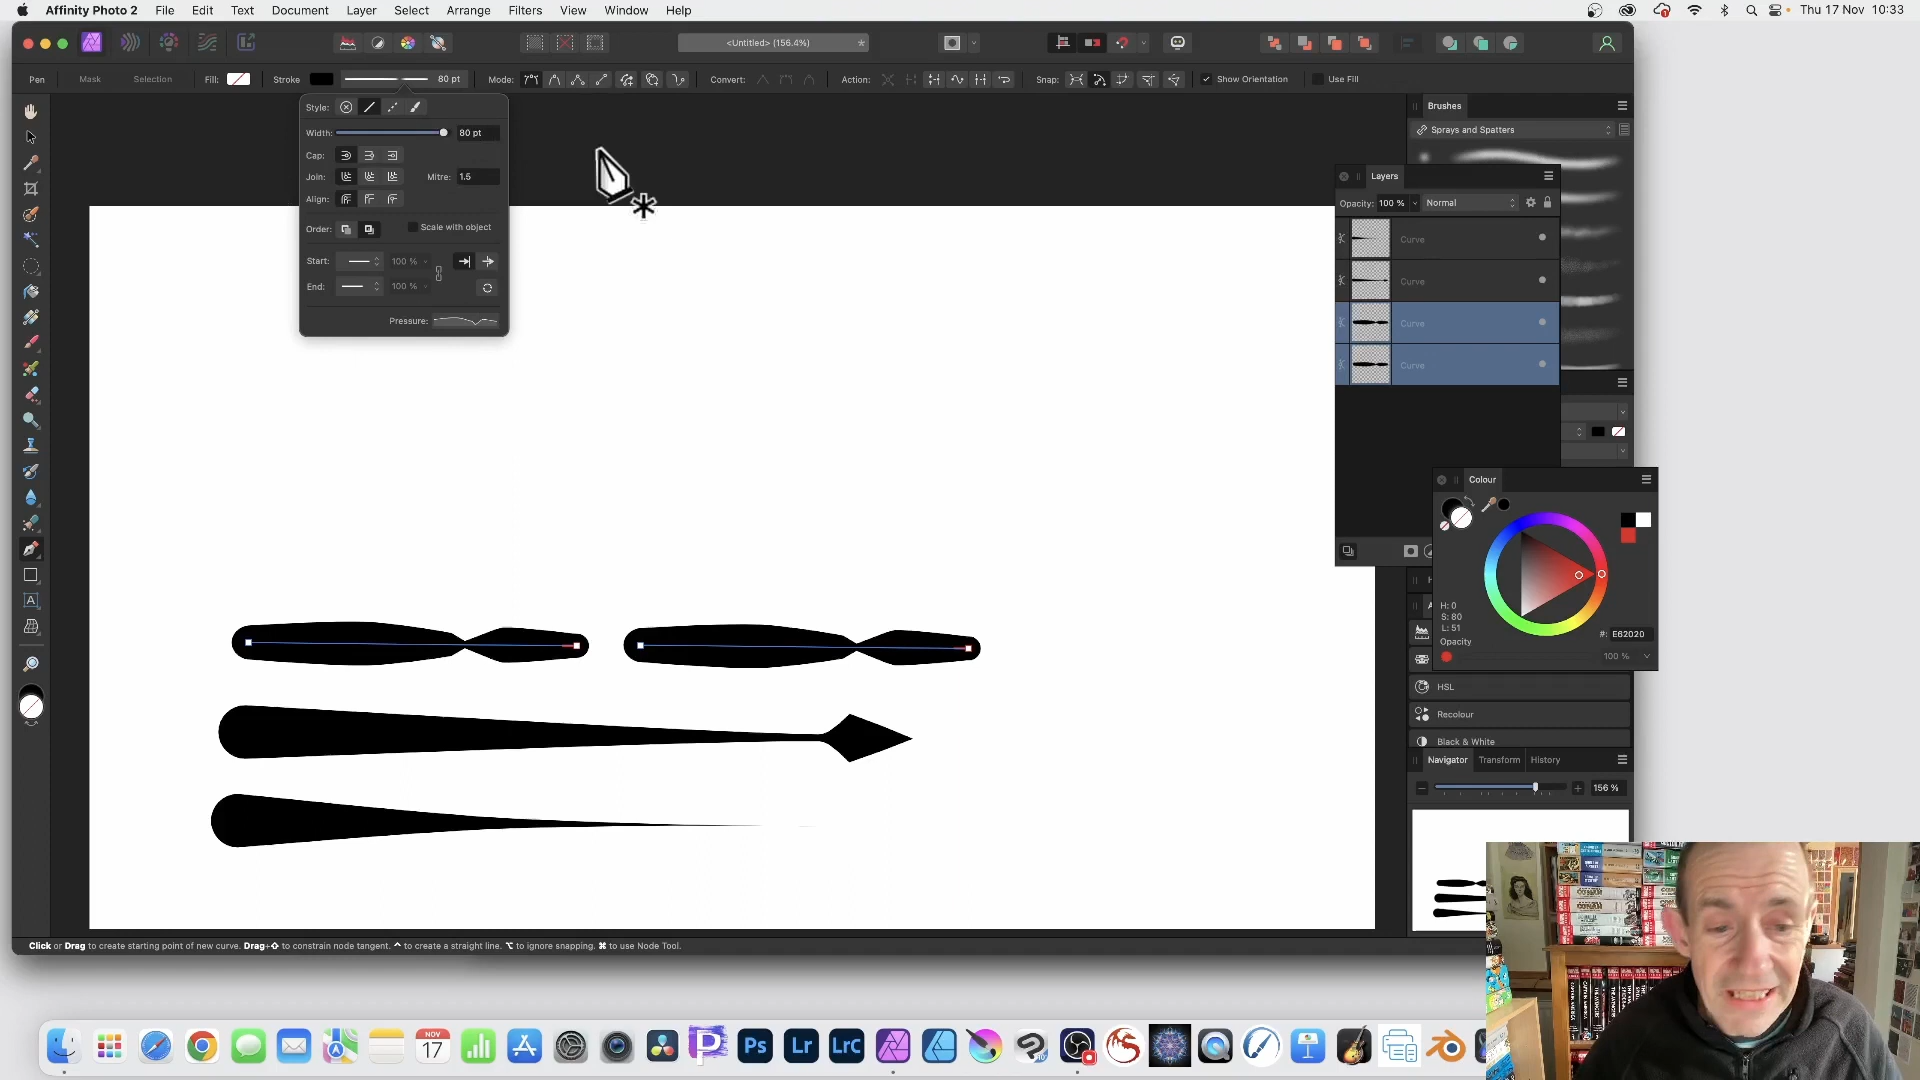 Affinity Photo 2 File Edit Text Document Layer Select Arrange Filters View Window Help
Thu 17 Nov 10:33
<Untitled> (156.4%)
*
Pen Mask Selection Fill: Stroke 80 pt Mode: Convert: Action: Snap: Show Orientation Use Fill
Style:
Width: 80 pt
Cap:
Join: Mitre: 1.5
Align:
Order: Scale with object
Start: 100 %
End: 100 %
Pressure:
Brushes
Sprays and Spatters
Layers
Opacity: 100 % Normal
Curve
Curve
Curve
Curve
Colour
H: 0
S: 80
L: 51
#: E62020
Opacity
100 %
HSL
Recolour
Black & White
Navigator Transform History
156 %
Click or Drag to create starting point of new curve. Drag+⇧ to constrain node tangent. ^ to create a straight line. ⌥ to ignore snapping. ⌘ to use Node Tool.
NOV
17
Ps Lr LrC